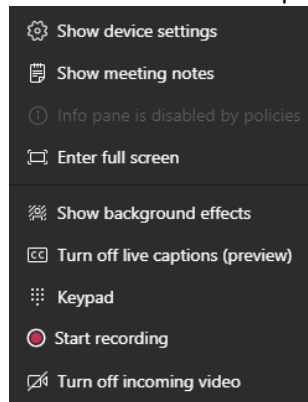 Show device settings
Show meeting notes
Info pane is disabled by policies
Enter full screen
Show background effects
CC Turn off live captions (preview)
Keypad
Start recording
Turn off incoming video